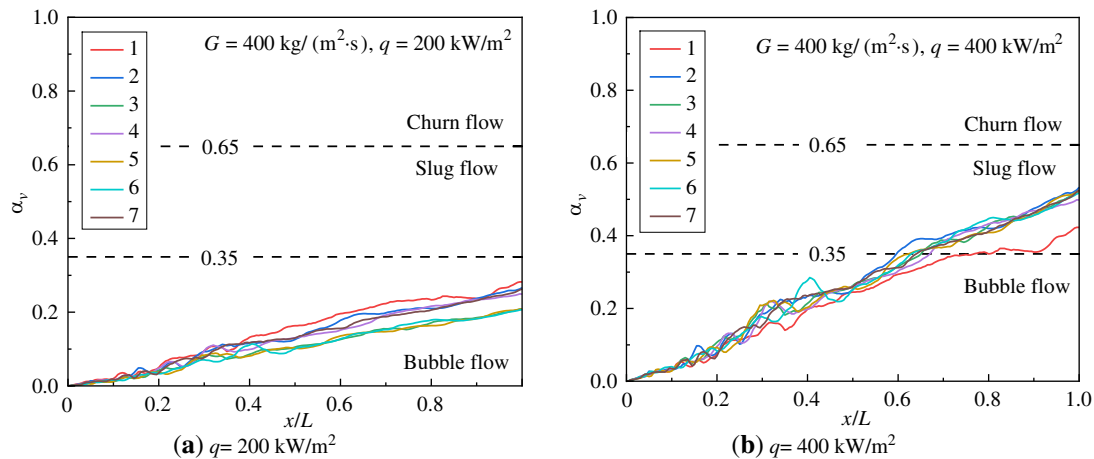 G = 400 kg/ (m²·s), q = 200 kW/m²
1
2
3
4
5
6
7
Churn flow
0.65
Slug flow
0.35
Bubble flow
αᵥ
1.0
0.8
0.6
0.4
0.2
0.0
0 0.2 0.4 0.6 0.8
x/L
(a) q= 200 kW/m²
G = 400 kg/ (m²·s), q = 400 kW/m²
1
2
3
4
5
6
7
Churn flow
0.65
Slug flow
0.35
Bubble flow
αᵥ
1.0
0.8
0.6
0.4
0.2
0.0
0 0.2 0.4 0.6 0.8 1.0
x/L
(b) q= 400 kW/m²